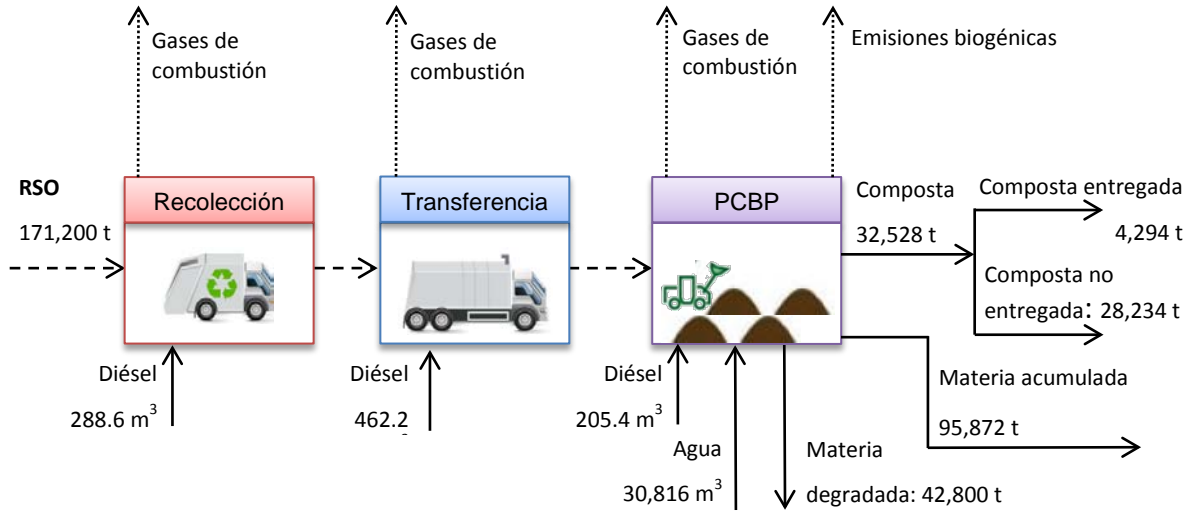 Gases de
combustión
Gases de
combustión
Gases de
combustión
Emisiones biogénicas
RSO
171,200 t
Recolección
Transferencia
PCBP
Composta
32,528 t
Composta entregada
4,294 t
Composta no
entregada: 28,234 t
Diésel
288.6 m³
Diésel
462.2
Diésel
205.4 m³
Materia acumulada
95,872 t
Agua
30,816 m³
Materia
degradada: 42,800 t